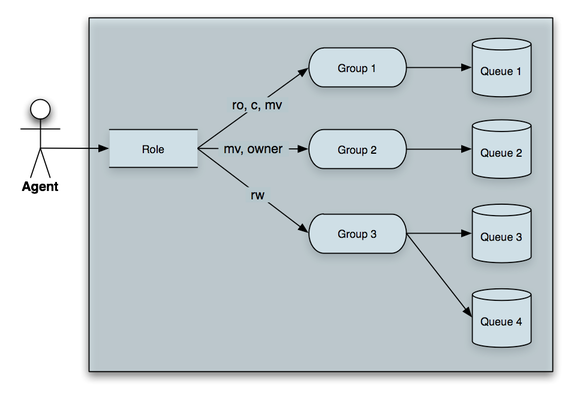 Group 1
Queue 1
ro, c, mv
Agent
Role
mv, owner
Group 2
Queue 2
rw
Group 3
Queue 3
Queue 4